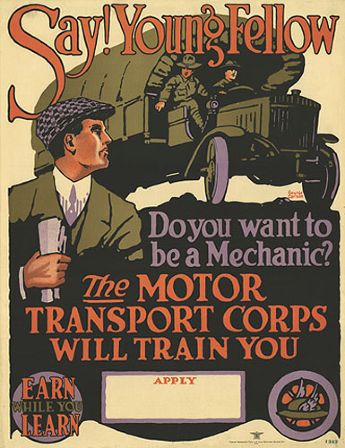 Say! Young Fellow
Do you want to
be a Mechanic?
The MOTOR
TRANSPORT CORPS
WILL TRAIN YOU
EARN
WHILE YOU
LEARN
APPLY